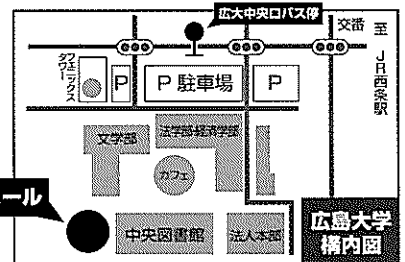 広大中央口バス停
交番
至
JR西条駅
フェニックス
タワー
P
P 駐車場
P
文学部
法学部・経済学部
カフェ
ール
中央図書館
法人本部
広島大学
構内図